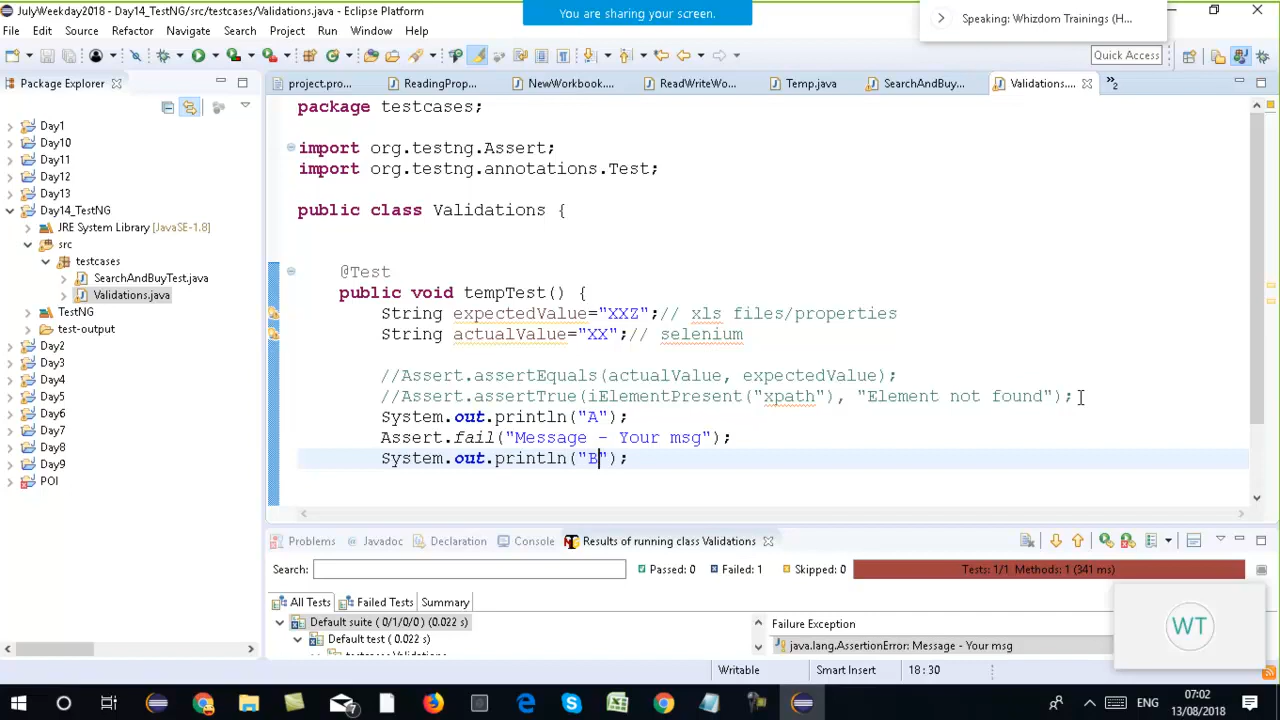 JulyWeekday2018 - Day14_TestNG/src/testcases/Validations.java - Eclipse Platform
You are sharing your screen.
Speaking: Whizdom Trainings (H...
File Edit Source Refactor Navigate Search Project Run Window Help
Quick Access
Package Explorer
project.pro...
ReadingProp...
NewWorkbook....
ReadWriteWo...
Temp.java
SearchAndBuy...
Validations....
»2
Day1
Day10
Day11
Day12
Day13
Day14_TestNG
JRE System Library [JavaSE-1.8]
src
testcases
SearchAndBuyTest.java
Validations.java
TestNG
test-output
Day2
Day3
Day4
Day5
Day6
Day7
Day8
Day9
POI
package testcases;
import org.testng.Assert;
import org.testng.annotations.Test;
public class Validations {
@Test
public void tempTest() {
String expectedValue="XXZ";// xls files/properties
String actualValue="XX";// selenium
//Assert.assertEquals(actualValue, expectedValue);
//Assert.assertTrue(iElementPresent("xpath"), "Element not found");
System.out.println("A");
Assert.fail("Message - Your msg");
System.out.println("B");
Problems
Javadoc
Declaration
Console
Results of running class Validations
Search:
Passed: 0
Failed: 1
Skipped: 0
Tests: 1/1 Methods: 1 (341 ms)
All Tests
Failed Tests
Summary
Default suite ( 0/1/0/0 ) (0.022 s)
Default test ( 0.022 s)
Failure Exception
java.lang.AssertionError: Message - Your msg
WT
Writable
Smart Insert
18 : 30
7
ENG
07:02
13/08/2018